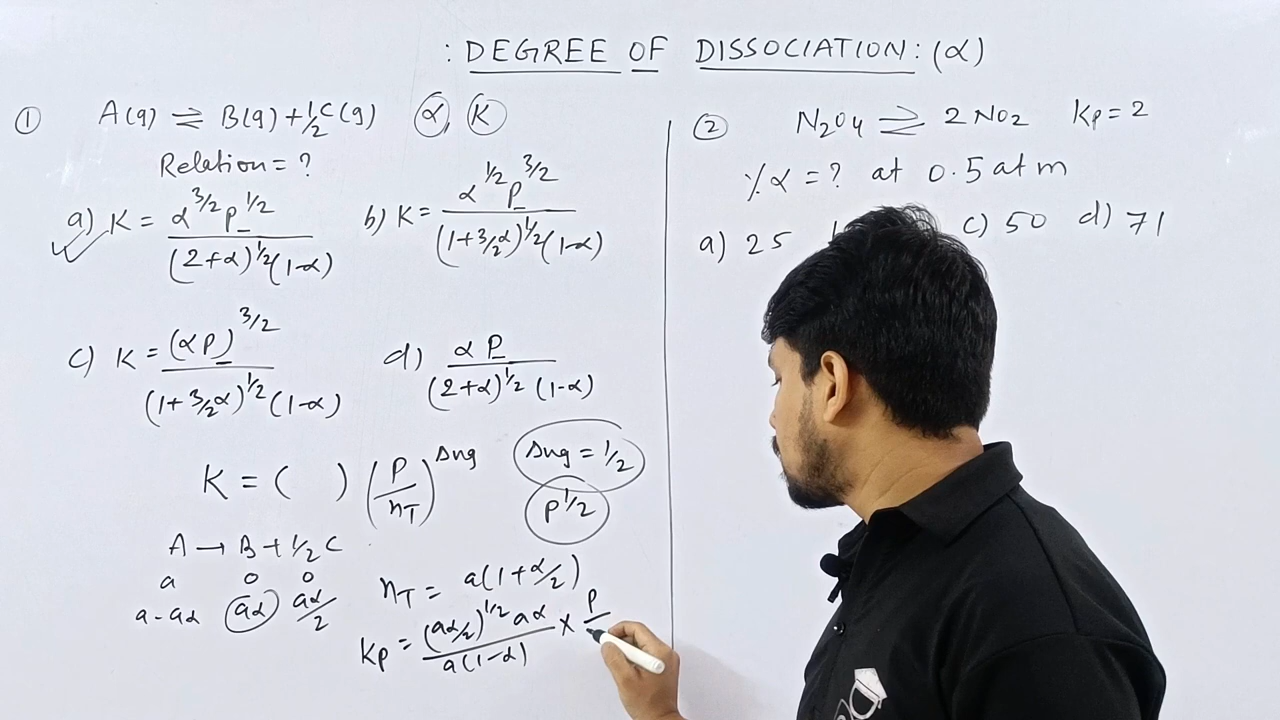 : DEGREE OF DISSOCIATION: (α)
① A(g) ⇌ B(g) + 1/2 C(g) α, K
Relation = ?
a) K = α^3/2 P^1/2 / (2+α)^1/2 (1-α)
b) K = α^1/2 P^3/2 / (1+3/2α)^1/2 (1-α)
c) K = (αP)^3/2 / (1+3/2α)^1/2 (1-α)
d) αP / (2+α)^1/2 (1-α)
K = ( ) (P/nT)^Δng Δng = 1/2
P^1/2
A → B + 1/2 C
a 0 0
a-aα aα aα/2
nT = a(1+α/2)
Kp = (aα/2)^1/2 aα / a(1-α) × P
② N2O4 ⇌ 2NO2 Kp = 2
%α = ? at 0.5 atm
a) 25 c) 50 d) 71